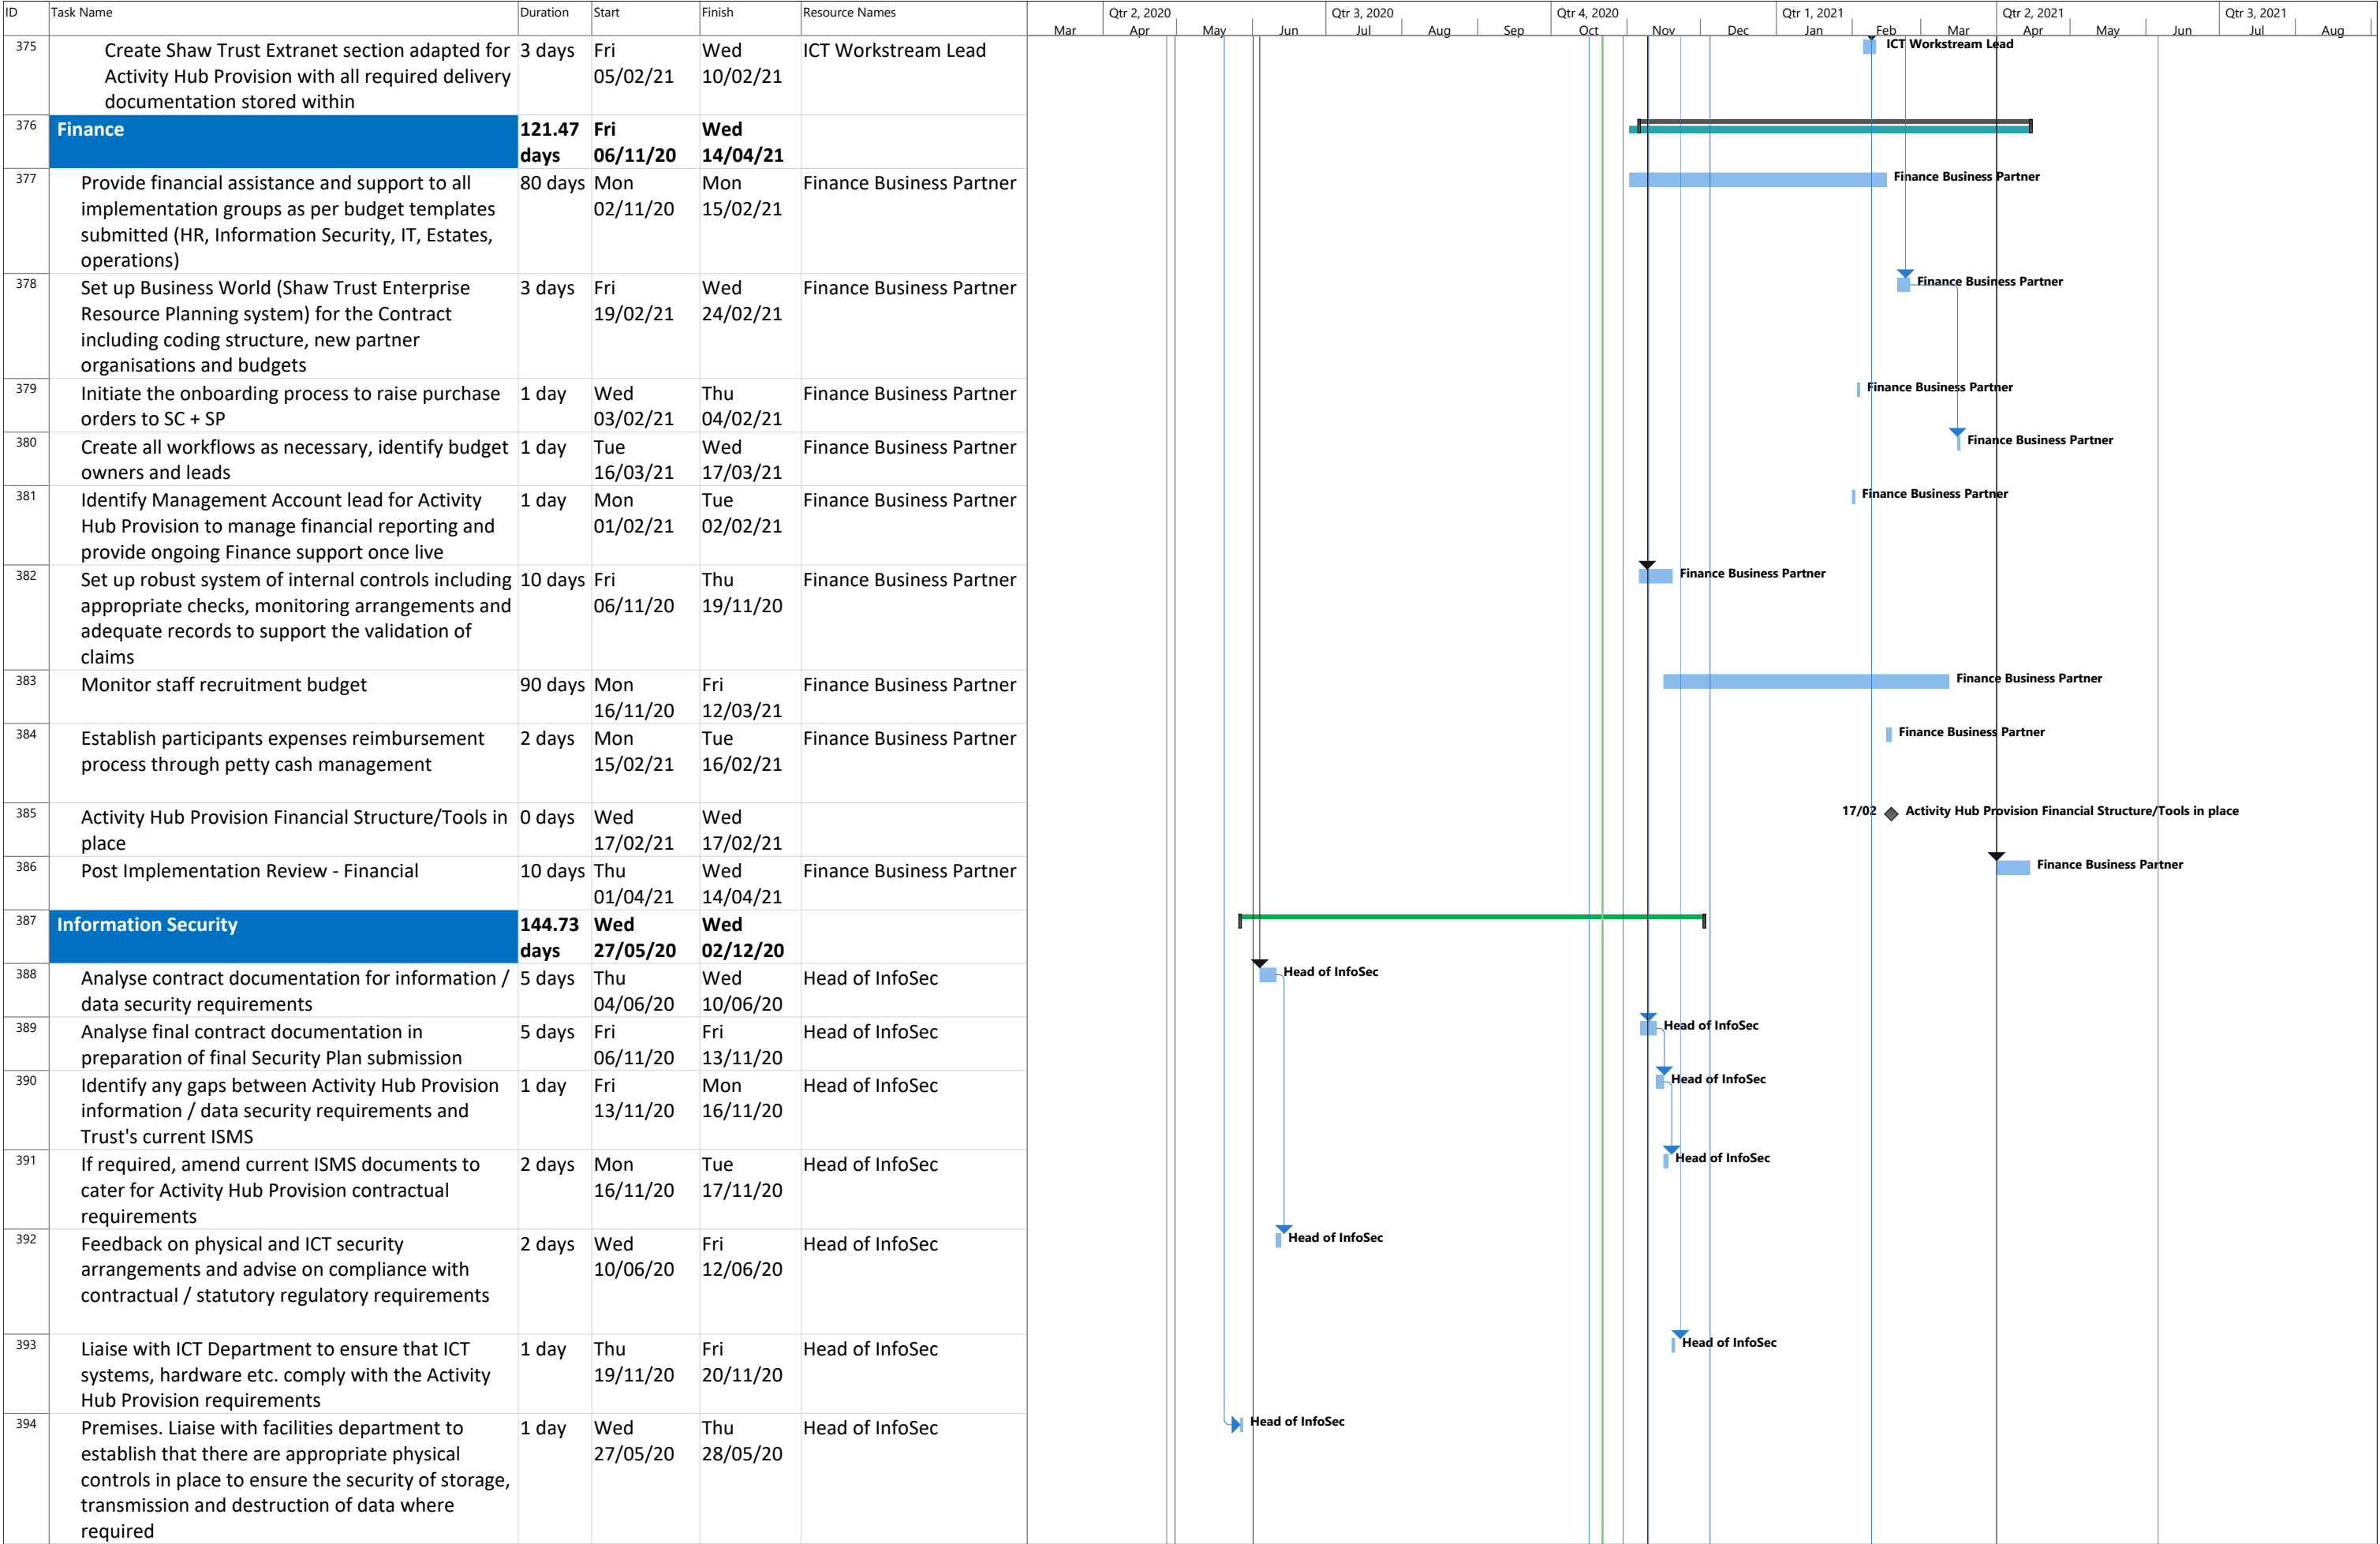 ID Task Name Duration Start Finish Resource Names
Qtr 2, 2020 Qtr 3, 2020 Qtr 4, 2020 Qtr 1, 2021 Qtr 2, 2021 Qtr 3, 2021
Mar Apr May Jun Jul Aug Sep Oct Nov Dec Jan Feb Mar Apr May Jun Jul Aug
375 Create Shaw Trust Extranet section adapted for 3 days Fri Wed ICT Workstream Lead ICT Workstream Lead
Activity Hub Provision with all required delivery 05/02/21 10/02/21
documentation stored within
376 Finance 121.47 Fri Wed
days 06/11/20 14/04/21
377 Provide financial assistance and support to all 80 days Mon Mon Finance Business Partner Finance Business Partner
implementation groups as per budget templates 02/11/20 15/02/21
submitted (HR, Information Security, IT, Estates,
operations)
378 Set up Business World (Shaw Trust Enterprise 3 days Fri Wed Finance Business Partner Finance Business Partner
Resource Planning system) for the Contract 19/02/21 24/02/21
including coding structure, new partner
organisations and budgets
379 Initiate the onboarding process to raise purchase 1 day Wed Thu Finance Business Partner Finance Business Partner
orders to SC + SP 03/02/21 04/02/21
380 Create all workflows as necessary, identify budget 1 day Tue Wed Finance Business Partner Finance Business Partner
owners and leads 16/03/21 17/03/21
381 Identify Management Account lead for Activity 1 day Mon Tue Finance Business Partner Finance Business Partner
Hub Provision to manage financial reporting and 01/02/21 02/02/21
provide ongoing Finance support once live
382 Set up robust system of internal controls including 10 days Fri Thu Finance Business Partner Finance Business Partner
appropriate checks, monitoring arrangements and 06/11/20 19/11/20
adequate records to support the validation of
claims
383 Monitor staff recruitment budget 90 days Mon Fri Finance Business Partner Finance Business Partner
16/11/20 12/03/21
384 Establish participants expenses reimbursement 2 days Mon Tue Finance Business Partner Finance Business Partner
process through petty cash management 15/02/21 16/02/21
385 Activity Hub Provision Financial Structure/Tools in 0 days Wed Wed 17/02 Activity Hub Provision Financial Structure/Tools in place
place 17/02/21 17/02/21
386 Post Implementation Review - Financial 10 days Thu Wed Finance Business Partner Finance Business Partner
01/04/21 14/04/21
387 Information Security 144.73 Wed Wed
days 27/05/20 02/12/20
388 Analyse contract documentation for information / 5 days Thu Wed Head of InfoSec Head of InfoSec
data security requirements 04/06/20 10/06/20
389 Analyse final contract documentation in 5 days Fri Fri Head of InfoSec Head of InfoSec
preparation of final Security Plan submission 06/11/20 13/11/20
390 Identify any gaps between Activity Hub Provision 1 day Fri Mon Head of InfoSec Head of InfoSec
information / data security requirements and 13/11/20 16/11/20
Trust's current ISMS
391 If required, amend current ISMS documents to 2 days Mon Tue Head of InfoSec Head of InfoSec
cater for Activity Hub Provision contractual 16/11/20 17/11/20
requirements
392 Feedback on physical and ICT security 2 days Wed Fri Head of InfoSec Head of InfoSec
arrangements and advise on compliance with 10/06/20 12/06/20
contractual / statutory regulatory requirements
393 Liaise with ICT Department to ensure that ICT 1 day Thu Fri Head of InfoSec Head of InfoSec
systems, hardware etc. comply with the Activity 19/11/20 20/11/20
Hub Provision requirements
394 Premises. Liaise with facilities department to 1 day Wed Thu Head of InfoSec Head of InfoSec
establish that there are appropriate physical 27/05/20 28/05/20
controls in place to ensure the security of storage,
transmission and destruction of data where
required